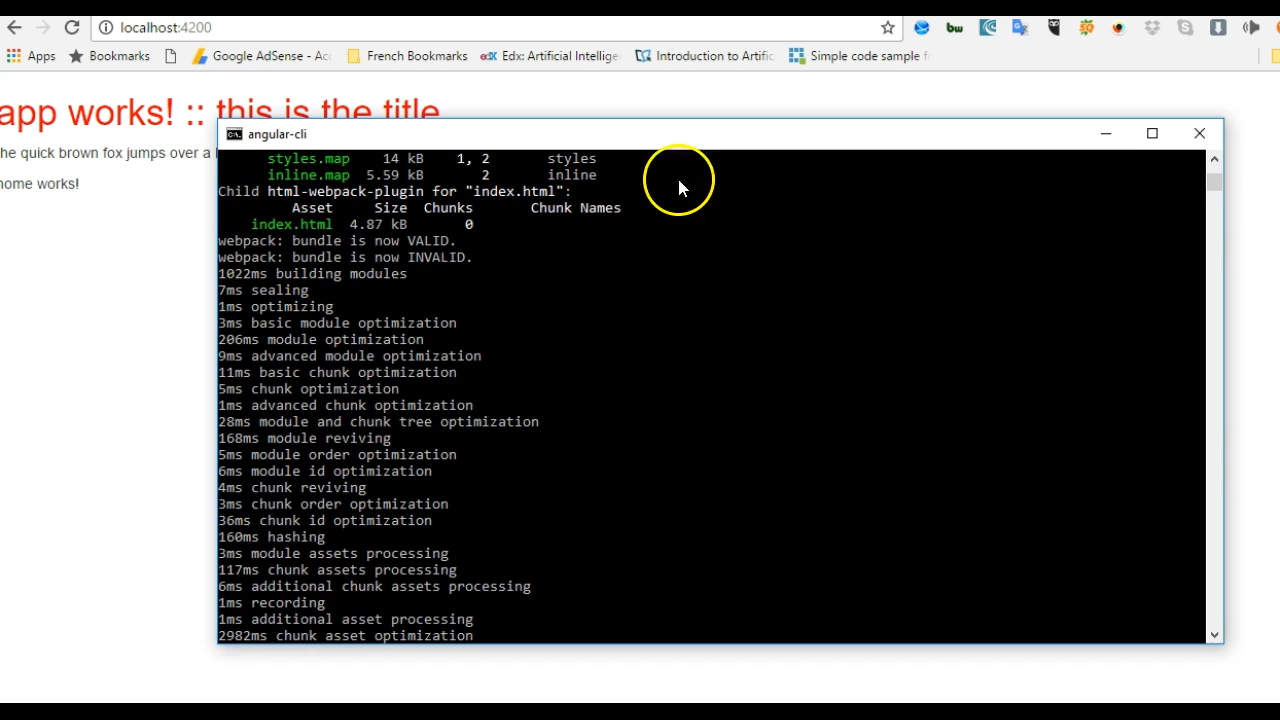 localhost:4200
Apps Bookmarks Google AdSense - Ac French Bookmarks edX Edx: Artificial Intellige Introduction to Artific Simple code sample f
app works! :: this is the title
he quick brown fox jumps over a
home works!
angular-cli
styles.map 14 kB 1, 2 styles
inline.map 5.59 kB 2 inline
Child html-webpack-plugin for "index.html":
Asset Size Chunks Chunk Names
index.html 4.87 kB 0
webpack: bundle is now VALID.
webpack: bundle is now INVALID.
1022ms building modules
7ms sealing
1ms optimizing
3ms basic module optimization
206ms module optimization
9ms advanced module optimization
11ms basic chunk optimization
5ms chunk optimization
1ms advanced chunk optimization
28ms module and chunk tree optimization
168ms module reviving
5ms module order optimization
6ms module id optimization
4ms chunk reviving
3ms chunk order optimization
36ms chunk id optimization
160ms hashing
3ms module assets processing
117ms chunk assets processing
6ms additional chunk assets processing
1ms recording
1ms additional asset processing
2982ms chunk asset optimization